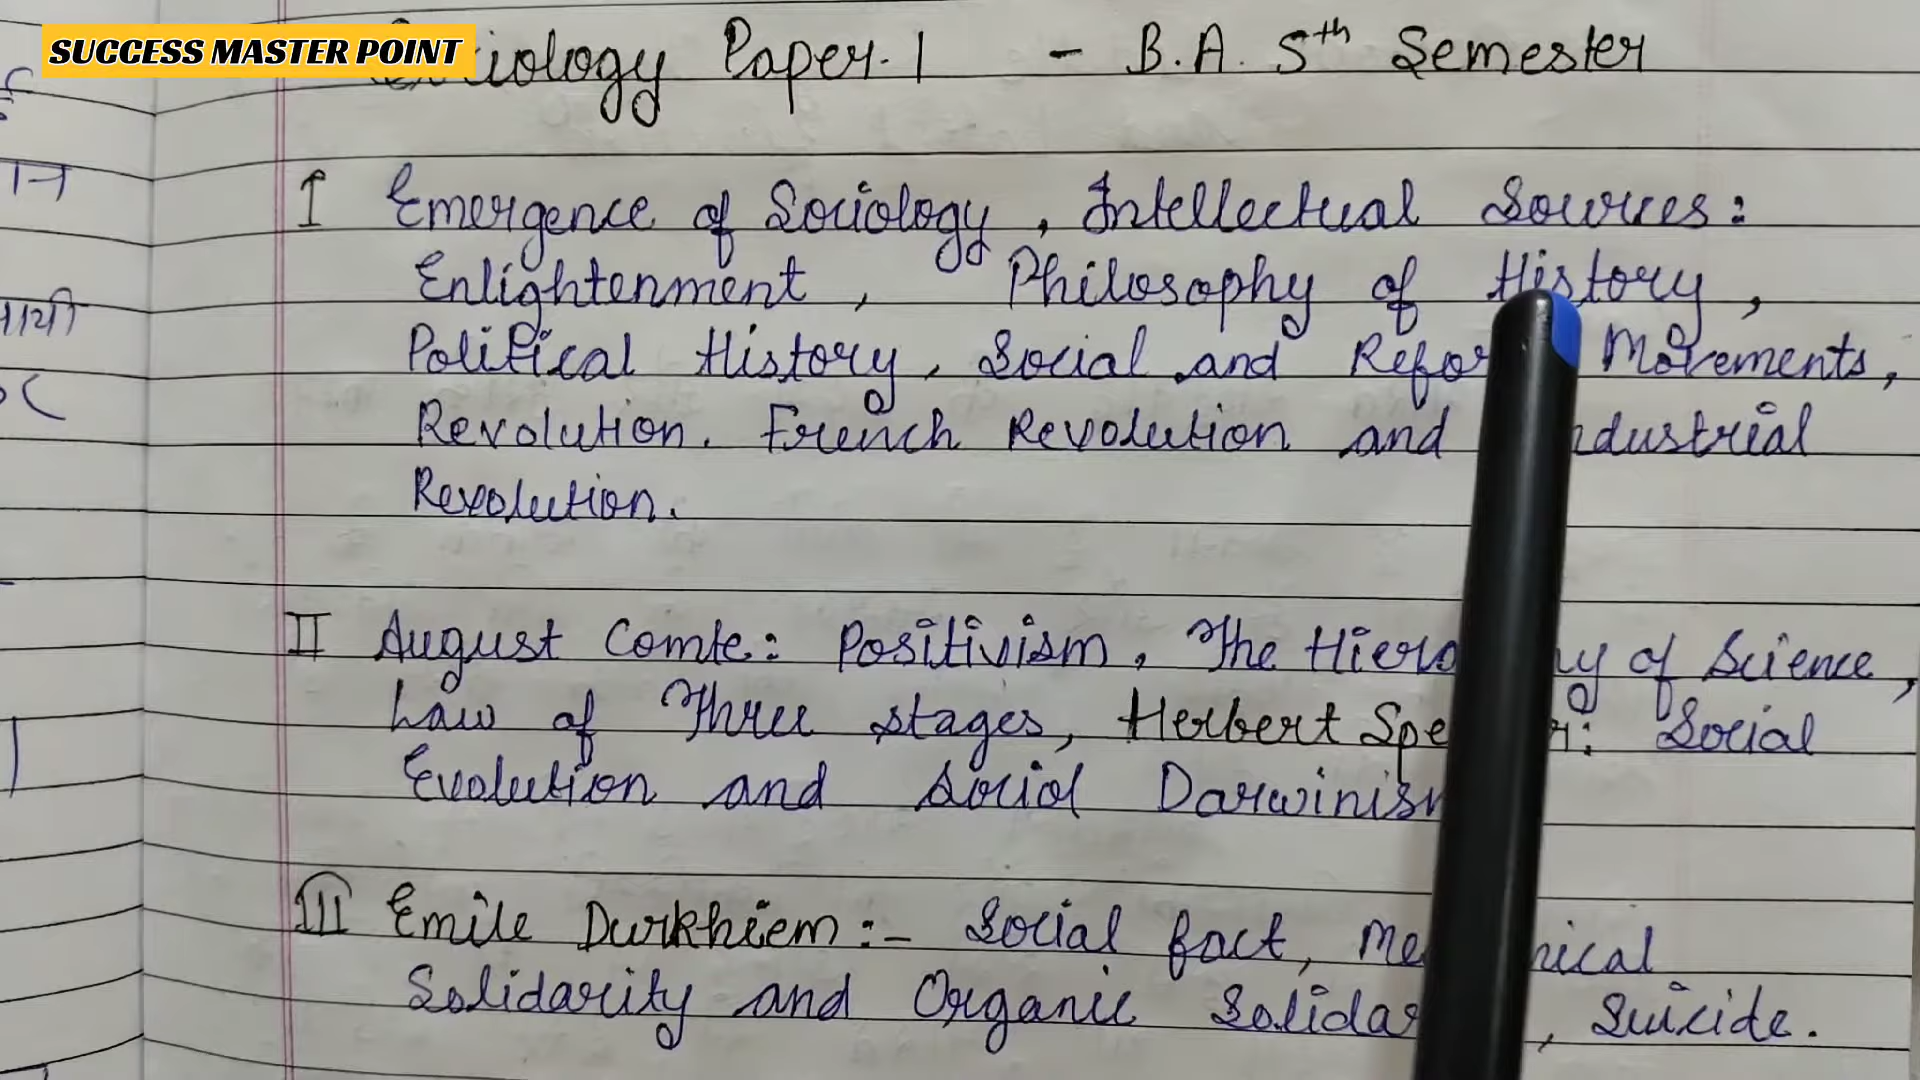 SUCCESS MASTER POINT
Sociology Paper-1 - B.A. 5th Semester
I Emergence of Sociology, Intellectual Sources:
Enlightenment, Philosophy of History,
Political History, Social and Refor Movements,
Revolution. French Revolution and ndustrial
Revolution.
II August Comte: Positivism, The Hiera hy of Science,
Law of Three stages, Herbert Spe r: Social
Evolution and Social Darwinism
III Emile Durkhiem:- Social fact, Me nical
Solidarity and Organic Solidar , Suicide.